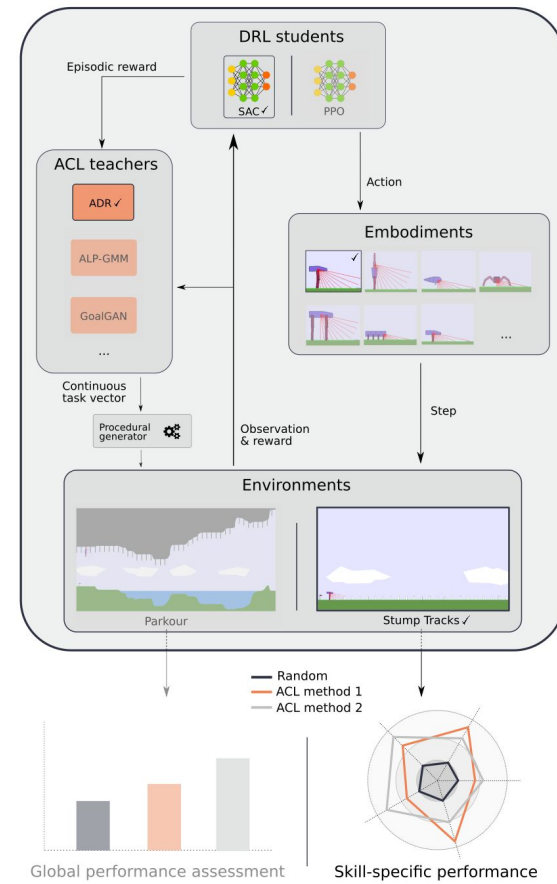 DRL students
SAC✓
PPO
Episodic reward
ACL teachers
ADR ✓
ALP-GMM
GoalGAN
...
Action
Embodiments
✓
...
Continuous
task vector
Procedural
generator
Observation
& reward
Step
Environments
Parkour
Stump Tracks ✓
Random
ACL method 1
ACL method 2
Global performance assessment
Skill-specific performance